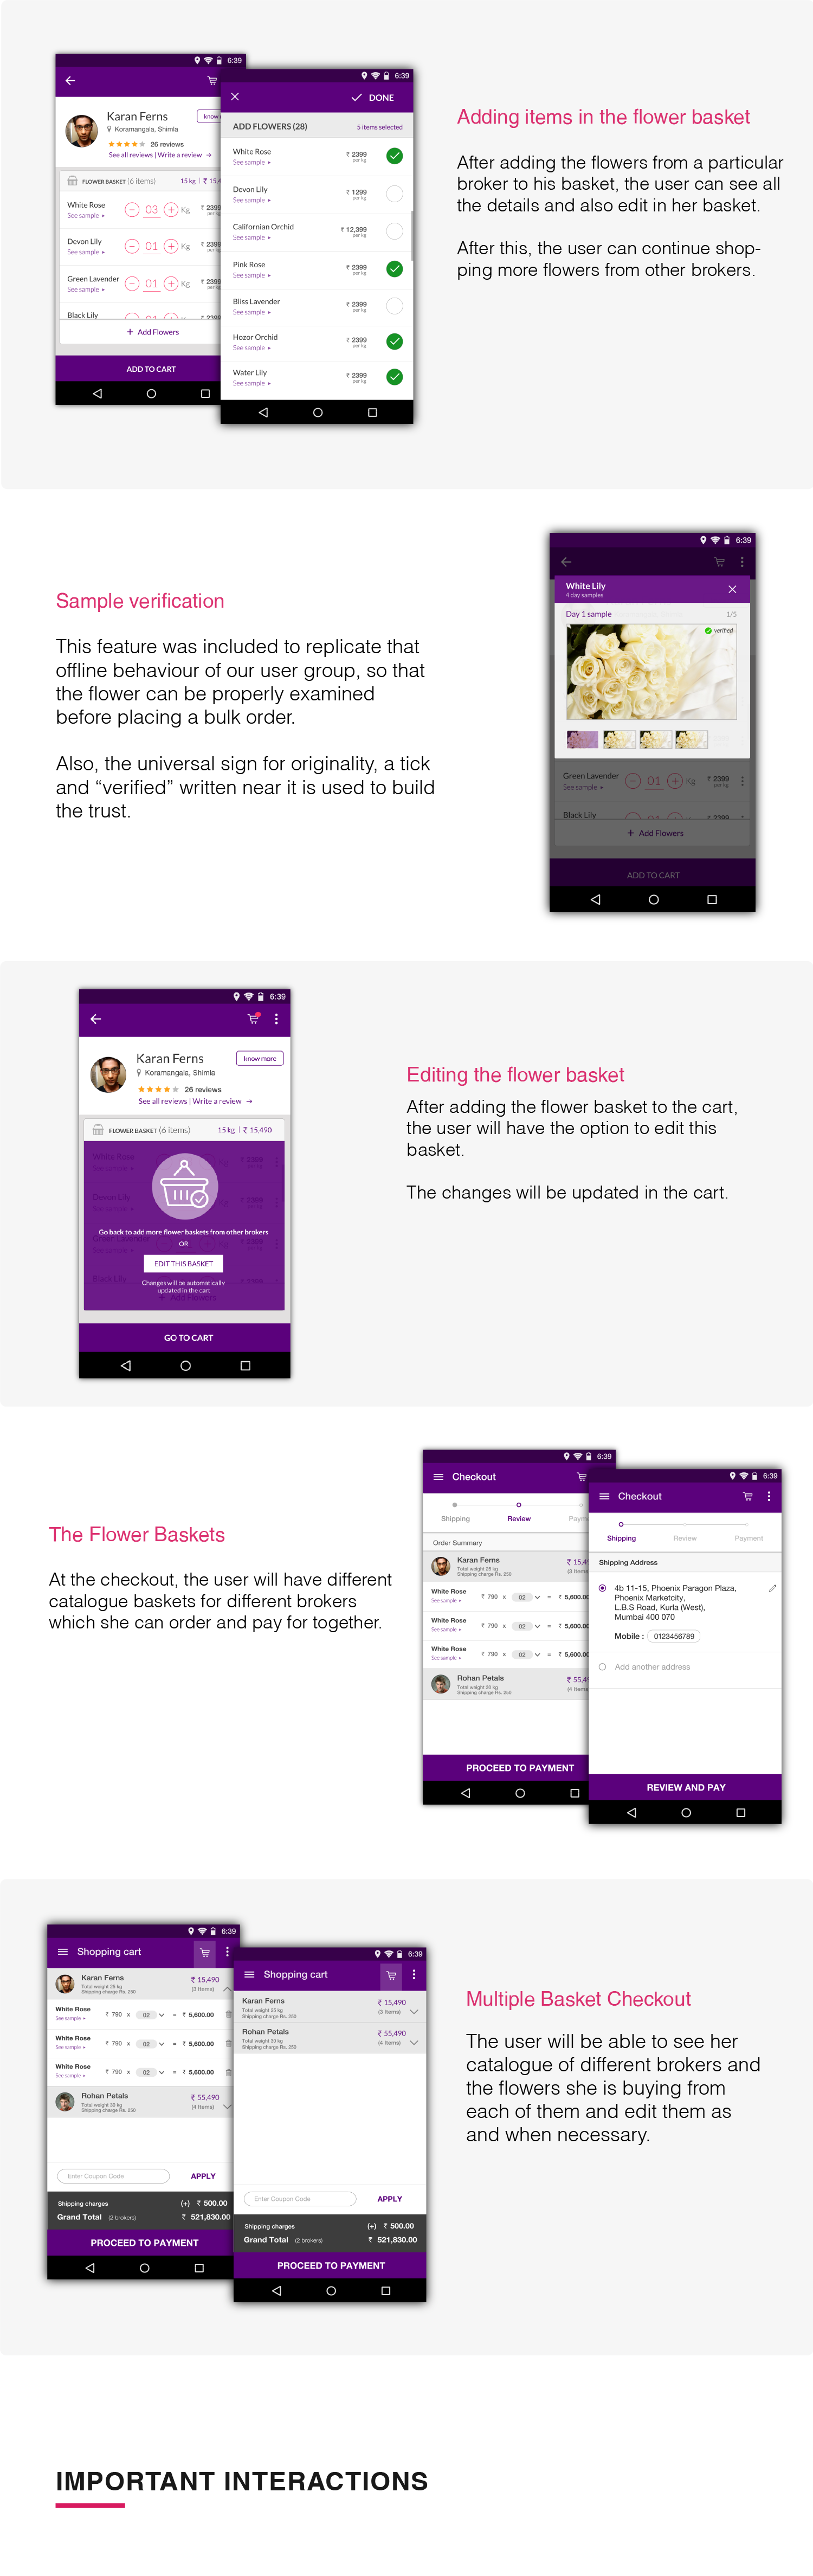 6:39
Karan Ferns
know
Koramangala, Shimla
26 reviews
See all reviews | Write a review →
FLOWER BASKET (6 items) 15 kg | ₹ 15,4
White Rose
See sample ▸
03 Kg ₹ 2399
per kg
Devon Lily
See sample ▸
01 Kg ₹ 2399
per kg
Green Lavender
See sample ▸
01 Kg ₹ 2399
per kg
Black Lily
+ Add Flowers
ADD TO CART
6:39
DONE
ADD FLOWERS (28) 5 items selected
White Rose ₹ 2399
See sample ▸ per kg
Devon Lily ₹ 1299
See sample ▸ per kg
Californian Orchid ₹ 12,399
See sample ▸ per kg
Pink Rose ₹ 2399
See sample ▸ per kg
Bliss Lavender ₹ 2399
See sample ▸ per kg
Hozor Orchid ₹ 2399
See sample ▸ per kg
Water Lily ₹ 2399
See sample ▸ per kg
Adding items in the flower basket
After adding the flowers from a particular
broker to his basket, the user can see all
the details and also edit in her basket.
After this, the user can continue shop-
ping more flowers from other brokers.
Sample verification
This feature was included to replicate that
offline behaviour of our user group, so that
the flower can be properly examined
before placing a bulk order.
Also, the universal sign for originality, a tick
and “verified” written near it is used to build
the trust.
6:39
White Lily
4 day samples
Day 1 sample 1/5
verified
Green Lavender
See sample ▸
01 Kg ₹ 2399
per kg
Black Lily ₹ 2399
+ Add Flowers
ADD TO CART
6:39
Karan Ferns know more
Koramangala, Shimla
26 reviews
See all reviews | Write a review →
FLOWER BASKET (6 items) 15 kg | ₹ 15,490
White Rose
See sample
Devon Lily
Go back to add more flower baskets from other brokers
OR
EDIT THIS BASKET
Black Lily
Changes will be automatically
updated in the cart
+ Add Flowers
GO TO CART
Editing the flower basket
After adding the flower basket to the cart,
the user will have the option to edit this
basket.
The changes will be updated in the cart.
The Flower Baskets
At the checkout, the user will have different
catalogue baskets for different brokers
which she can order and pay for together.
6:39
Checkout
Shipping Review Paym
Order Summary
Karan Ferns ₹ 15,4
Total weight 25 kg
Shipping charge Rs. 250
White Rose ₹ 790 x 02 = ₹ 5,600.00
See sample ▸
White Rose ₹ 790 x 02 = ₹ 5,600.00
See sample ▸
White Rose ₹ 790 x 02 = ₹ 5,600.00
See sample ▸
Rohan Petals ₹ 55,4
Total weight 30 kg
Shipping charge Rs. 250
PROCEED TO PAYMENT
6:39
Checkout
Shipping Review Payment
Shipping Address
4b 11-15, Phoenix Paragon Plaza,
Phoenix Marketcity,
L.B.S Road, Kurla (West),
Mumbai 400 070
Mobile : 0123456789
Add another address
REVIEW AND PAY
6:39
Shopping cart
Karan Ferns ₹ 15,490
Total weight 25 kg (3 Items)
Shipping charge Rs. 250
White Rose ₹ 790 x 02 = ₹ 5,600.00
See sample ▸
White Rose ₹ 790 x 02 = ₹ 5,600.00
See sample ▸
White Rose ₹ 790 x 02 = ₹ 5,600.00
See sample ▸
Rohan Petals ₹ 55,490
Total weight 30 kg (4 Items)
Shipping charge Rs. 250
Enter Coupon Code APPLY
Shipping charges (+) ₹ 500.00
Grand Total (2 brokers) ₹ 521,830.00
PROCEED TO PAYMENT
6:39
Shopping cart
Karan Ferns ₹ 15,490
Total weight 25 kg (3 Items)
Shipping charge Rs. 250
Rohan Petals ₹ 55,490
Total weight 30 kg (4 Items)
Shipping charge Rs. 250
Enter Coupon Code APPLY
Shipping charges (+) ₹ 500.00
Grand Total (2 brokers) ₹ 521,830.00
PROCEED TO PAYMENT
Multiple Basket Checkout
The user will be able to see her
catalogue of different brokers and
the flowers she is buying from
each of them and edit them as
and when necessary.
IMPORTANT INTERACTIONS